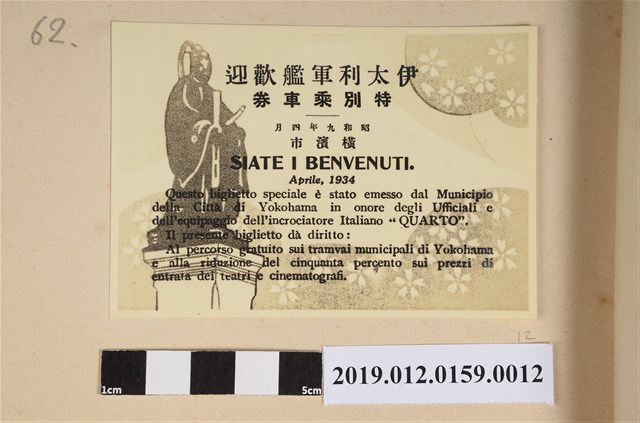 62.
迎歡艦軍利太伊
券車乘別特
月四年九和昭
市濱橫
SIATE I BENVENUTI.
Aprile, 1934
Questo biglietto speciale è stato emesso dal Municipio
della Città di Yokohama in onore degli Ufficiali e
dell'equipaggio dell'incrociatore Italiano “QUARTO”.
Il presente biglietto dà diritto:
Al percorso gratuito sui tramvai municipali di Yokohama
e alla riduzione del cinquanta percento sui prezzi di
entrata dei teatri e cinematografi.
12
1cm
5cm
2019.012.0159.0012